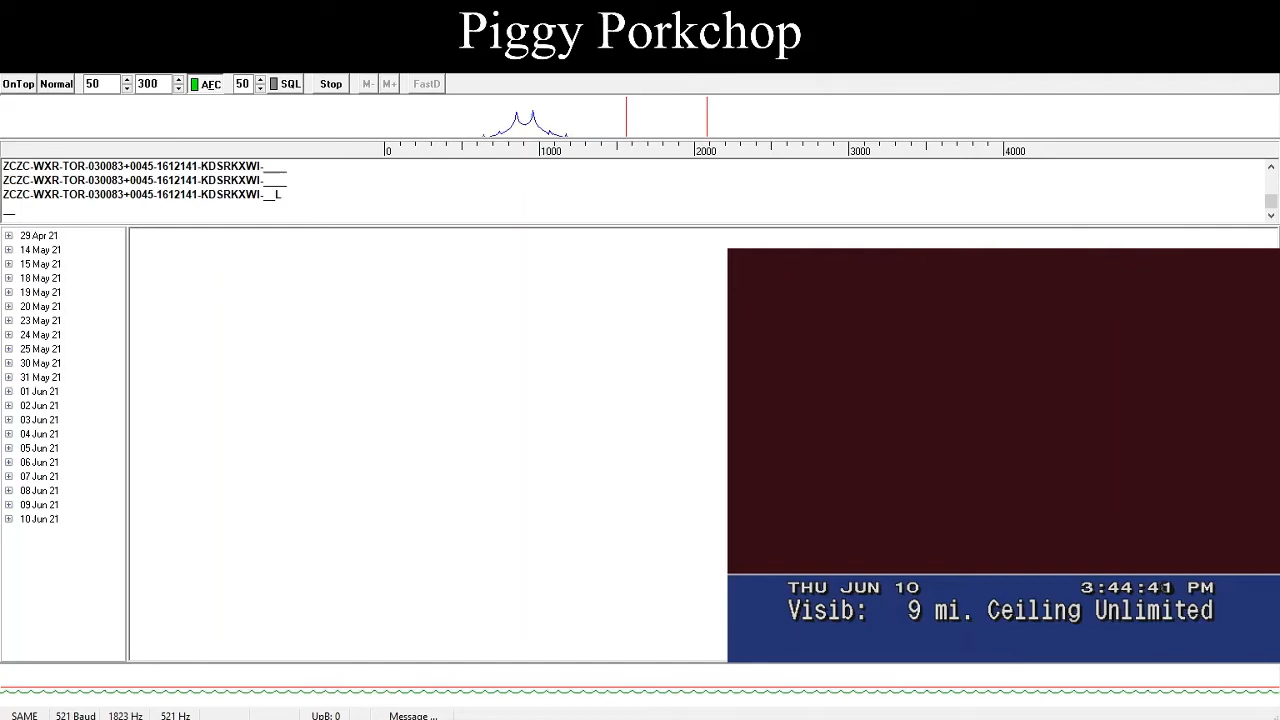 Piggy Porkchop
OnTop Normal 50 300 AFC 50 SQL Stop M- M+ FastD
0 1000 2000 3000 4000
ZCZC-WXR-TOR-030083+0045-1612141-KDSRKXWI-____
ZCZC-WXR-TOR-030083+0045-1612141-KDSRKXWI-____
ZCZC-WXR-TOR-030083+0045-1612141-KDSRKXWI-__L
__
29 Apr 21
14 May 21
15 May 21
18 May 21
19 May 21
20 May 21
23 May 21
24 May 21
25 May 21
30 May 21
31 May 21
01 Jun 21
02 Jun 21
03 Jun 21
04 Jun 21
05 Jun 21
06 Jun 21
07 Jun 21
08 Jun 21
09 Jun 21
10 Jun 21
THU JUN 10 3:44:41 PM
Visib: 9 mi. Ceiling Unlimited
SAME 521 Baud 1823 Hz 521 Hz UpB: 0 Message ...